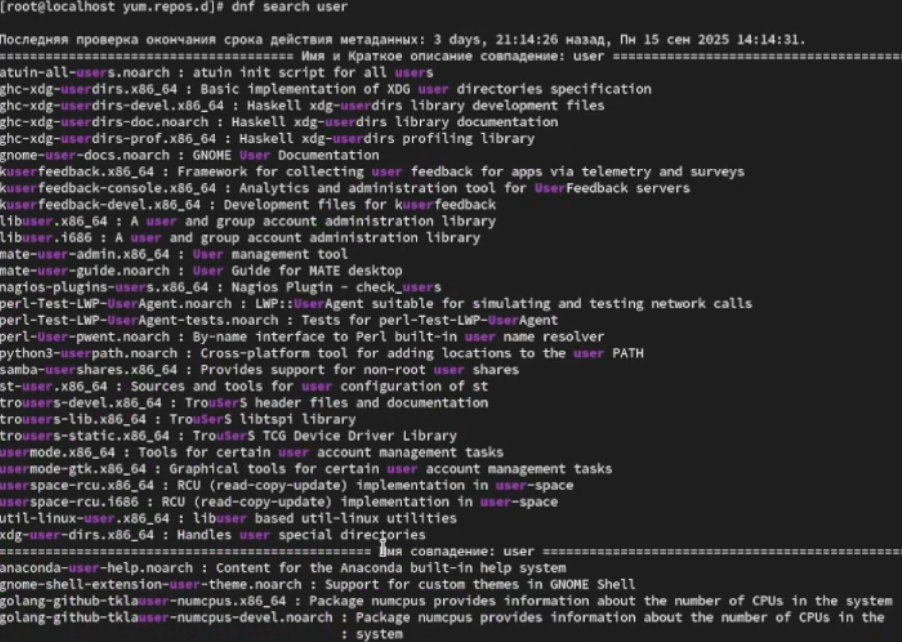 [root@localhost yum.repos.d]# dnf search user
Последняя проверка окончания срока действия метаданных: 3 days, 21:14:26 назад, Пн 15 сен 2025 14:14:31.
================================== Имя и Краткое описание совпадение: user ==================================
atuin-all-users.noarch : atuin init script for all users
ghc-xdg-userdirs.x86_64 : Basic implementation of XDG user directories specification
ghc-xdg-userdirs-devel.x86_64 : Haskell xdg-userdirs library development files
ghc-xdg-userdirs-doc.noarch : Haskell xdg-userdirs library documentation
ghc-xdg-userdirs-prof.x86_64 : Haskell xdg-userdirs profiling library
gnome-user-docs.noarch : GNOME User Documentation
kuserfeedback.x86_64 : Framework for collecting user feedback for apps via telemetry and surveys
kuserfeedback-console.x86_64 : Analytics and administration tool for UserFeedback servers
kuserfeedback-devel.x86_64 : Development files for kuserfeedback
libuser.x86_64 : A user and group account administration library
libuser.i686 : A user and group account administration library
mate-user-admin.x86_64 : User management tool
mate-user-guide.noarch : User Guide for MATE desktop
nagios-plugins-users.x86_64 : Nagios Plugin - check_users
perl-Test-LWP-UserAgent.noarch : LWP::UserAgent suitable for simulating and testing network calls
perl-Test-LWP-UserAgent-tests.noarch : Tests for perl-Test-LWP-UserAgent
perl-User-pwent.noarch : By-name interface to Perl built-in user name resolver
python3-userpath.noarch : Cross-platform tool for adding locations to the user PATH
samba-usershares.x86_64 : Provides support for non-root user shares
st-user.x86_64 : Sources and tools for user configuration of st
trousers-devel.x86_64 : TrouSerS header files and documentation
trousers-lib.x86_64 : TrouSerS libtspi library
trousers-static.x86_64 : TrouSerS TCG Device Driver Library
usermode.x86_64 : Tools for certain user account management tasks
usermode-gtk.x86_64 : Graphical tools for certain user account management tasks
userspace-rcu.x86_64 : RCU (read-copy-update) implementation in user-space
userspace-rcu.i686 : RCU (read-copy-update) implementation in user-space
util-linux-user.x86_64 : libuser based util-linux utilities
xdg-user-dirs.x86_64 : Handles user special directories
=========================================== Имя совпадение: user ===========================================
anaconda-user-help.noarch : Content for the Anaconda built-in help system
gnome-shell-extension-user-theme.noarch : Support for custom themes in GNOME Shell
golang-github-tklauser-numcpus.x86_64 : Package numcpus provides information about the number of CPUs in the system
golang-github-tklauser-numcpus-devel.noarch : Package numcpus provides information about the number of CPUs in the
: system